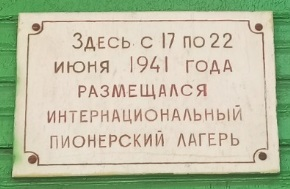 Здесь с 17 по 22
июня 1941 года
размещался
интернациональный
пионерский лагерь